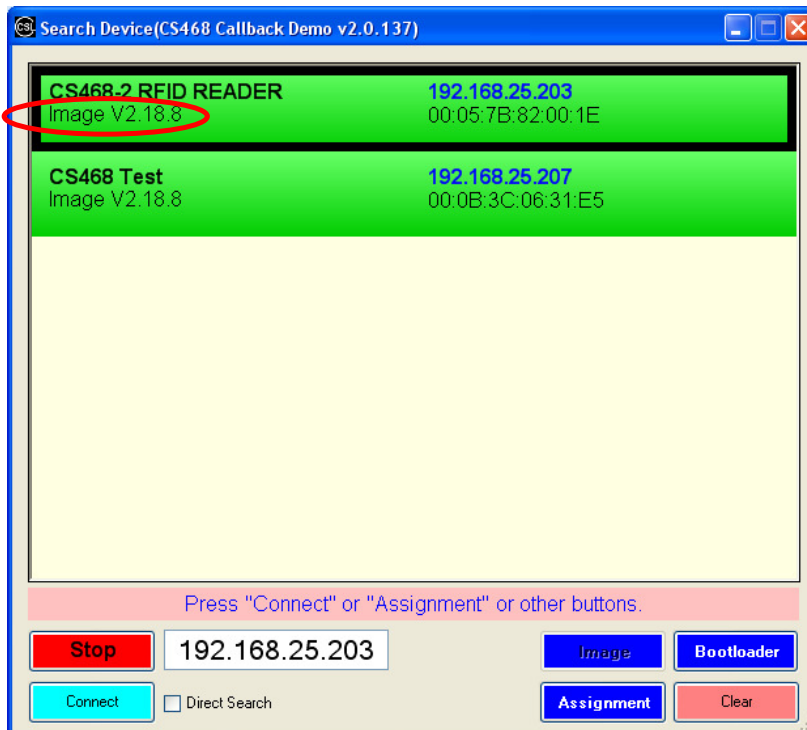 CSL Search Device(CS468 Callback Demo v2.0.137)
CS468-2 RFID READER 192.168.25.203
Image V2.18.8 00:05:7B:82:00:1E
CS468 Test 192.168.25.207
Image V2.18.8 00:0B:3C:06:31:E5
Press "Connect" or "Assignment" or other buttons.
Stop 192.168.25.203 Image Bootloader
Connect Direct Search Assignment Clear